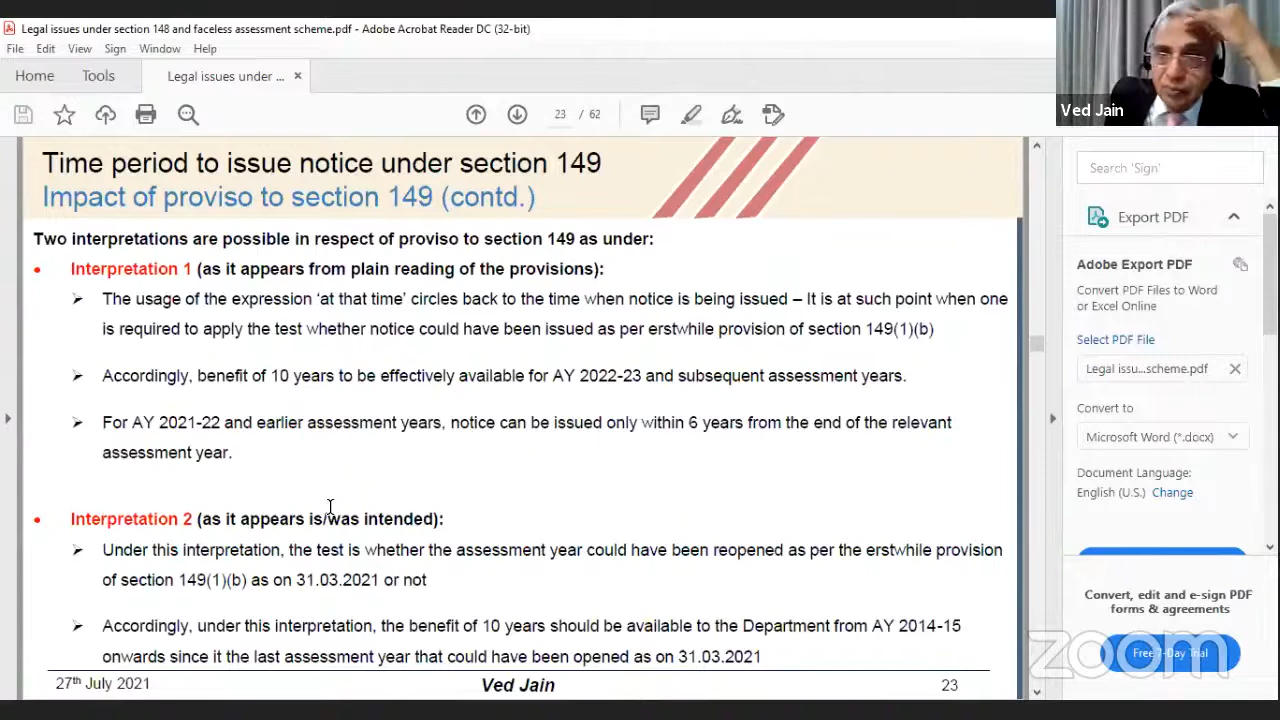 Legal issues under section 148 and faceless assessment scheme.pdf - Adobe Acrobat Reader DC (32-bit)
File Edit View Sign Window Help
Home Tools Legal issues under ... ×
23 / 62
Ved Jain
Time period to issue notice under section 149
Impact of proviso to section 149 (contd.)
Two interpretations are possible in respect of proviso to section 149 as under:
• Interpretation 1 (as it appears from plain reading of the provisions):
➢ The usage of the expression ‘at that time’ circles back to the time when notice is being issued – It is at such point when one
is required to apply the test whether notice could have been issued as per erstwhile provision of section 149(1)(b)
➢ Accordingly, benefit of 10 years to be effectively available for AY 2022-23 and subsequent assessment years.
➢ For AY 2021-22 and earlier assessment years, notice can be issued only within 6 years from the end of the relevant
assessment year.
• Interpretation 2 (as it appears is/was intended):
➢ Under this interpretation, the test is whether the assessment year could have been reopened as per the erstwhile provision
of section 149(1)(b) as on 31.03.2021 or not
➢ Accordingly, under this interpretation, the benefit of 10 years should be available to the Department from AY 2014-15
onwards since it the last assessment year that could have been opened as on 31.03.2021
27th July 2021 Ved Jain 23
Search 'Sign'
Export PDF
Adobe Export PDF
Convert PDF Files to Word
or Excel Online
Select PDF File
Legal issu...scheme.pdf
Convert to
Microsoft Word (*.docx)
Document Language:
English (U.S.) Change
Convert, edit and e-sign PDF
forms & agreements
Free 7-Day Trial
zoom